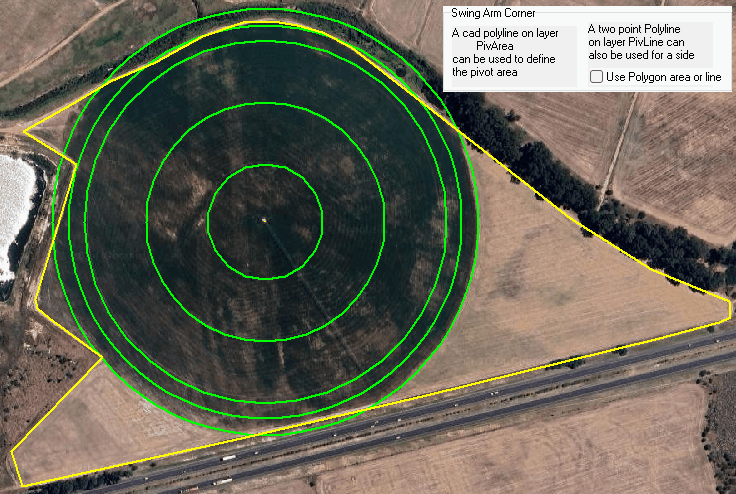 Swing Arm Corner
A cad polyline on layer
PivArea
can be used to define
the pivot area
A two point Polyline
on layer PivLine can
also be used for a side
Use Polygon area or line